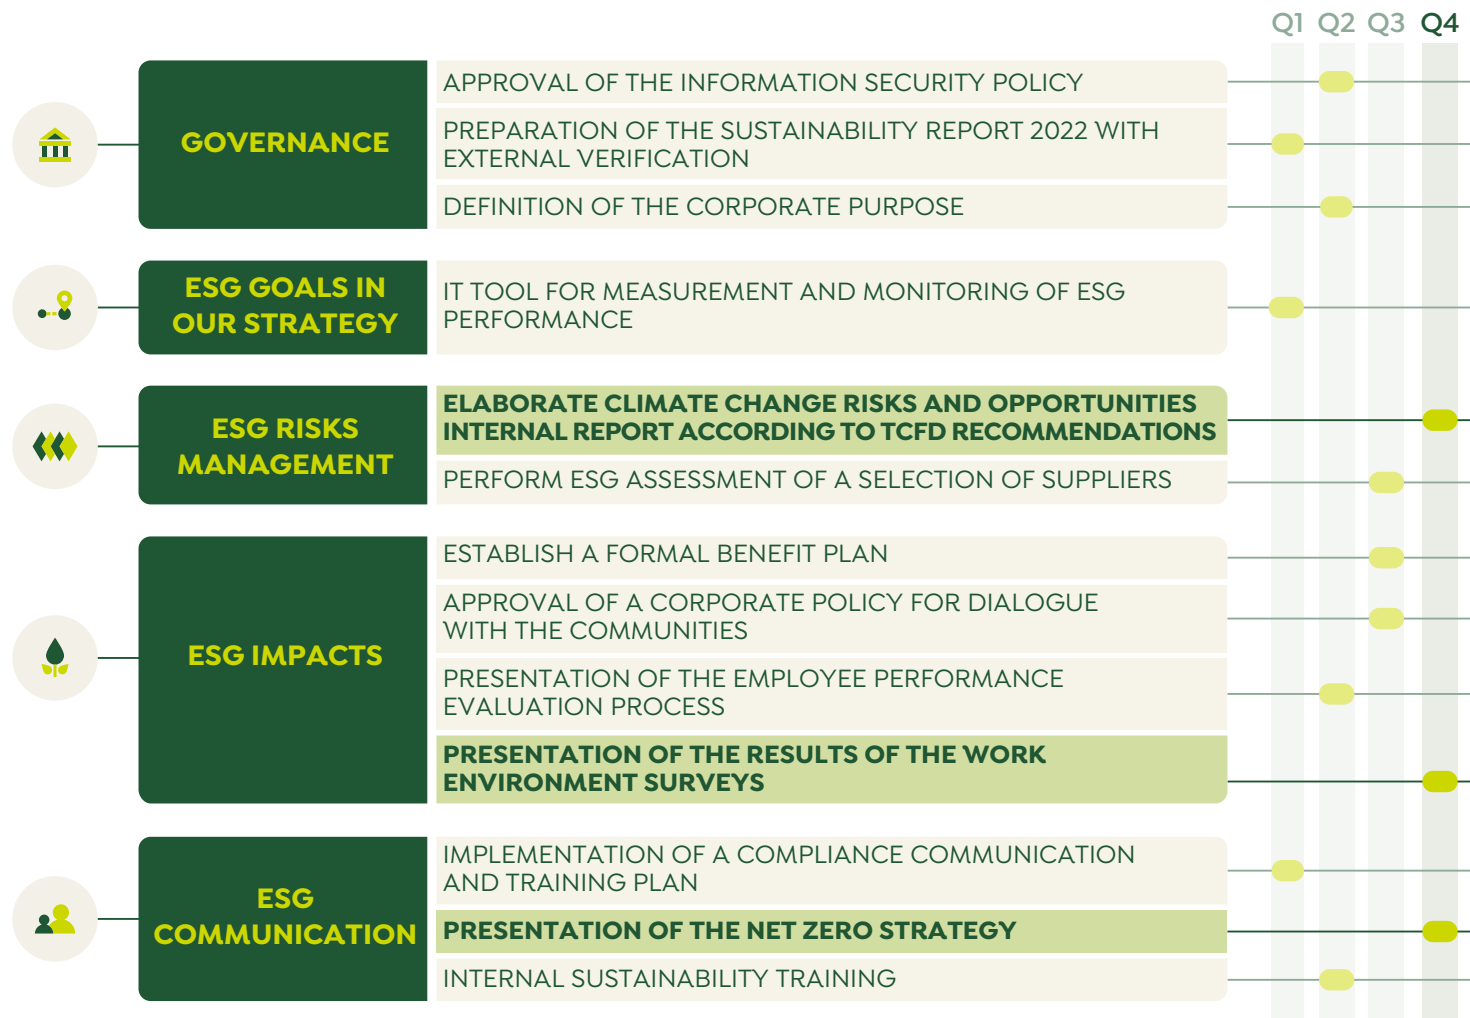 Q1 Q2 Q3 Q4
GOVERNANCE
APPROVAL OF THE INFORMATION SECURITY POLICY
PREPARATION OF THE SUSTAINABILITY REPORT 2022 WITH
EXTERNAL VERIFICATION
DEFINITION OF THE CORPORATE PURPOSE
ESG GOALS IN
OUR STRATEGY
IT TOOL FOR MEASUREMENT AND MONITORING OF ESG
PERFORMANCE
ESG RISKS
MANAGEMENT
ELABORATE CLIMATE CHANGE RISKS AND OPPORTUNITIES
INTERNAL REPORT ACCORDING TO TCFD RECOMMENDATIONS
PERFORM ESG ASSESSMENT OF A SELECTION OF SUPPLIERS
ESG IMPACTS
ESTABLISH A FORMAL BENEFIT PLAN
APPROVAL OF A CORPORATE POLICY FOR DIALOGUE
WITH THE COMMUNITIES
PRESENTATION OF THE EMPLOYEE PERFORMANCE
EVALUATION PROCESS
PRESENTATION OF THE RESULTS OF THE WORK
ENVIRONMENT SURVEYS
ESG
COMMUNICATION
IMPLEMENTATION OF A COMPLIANCE COMMUNICATION
AND TRAINING PLAN
PRESENTATION OF THE NET ZERO STRATEGY
INTERNAL SUSTAINABILITY TRAINING